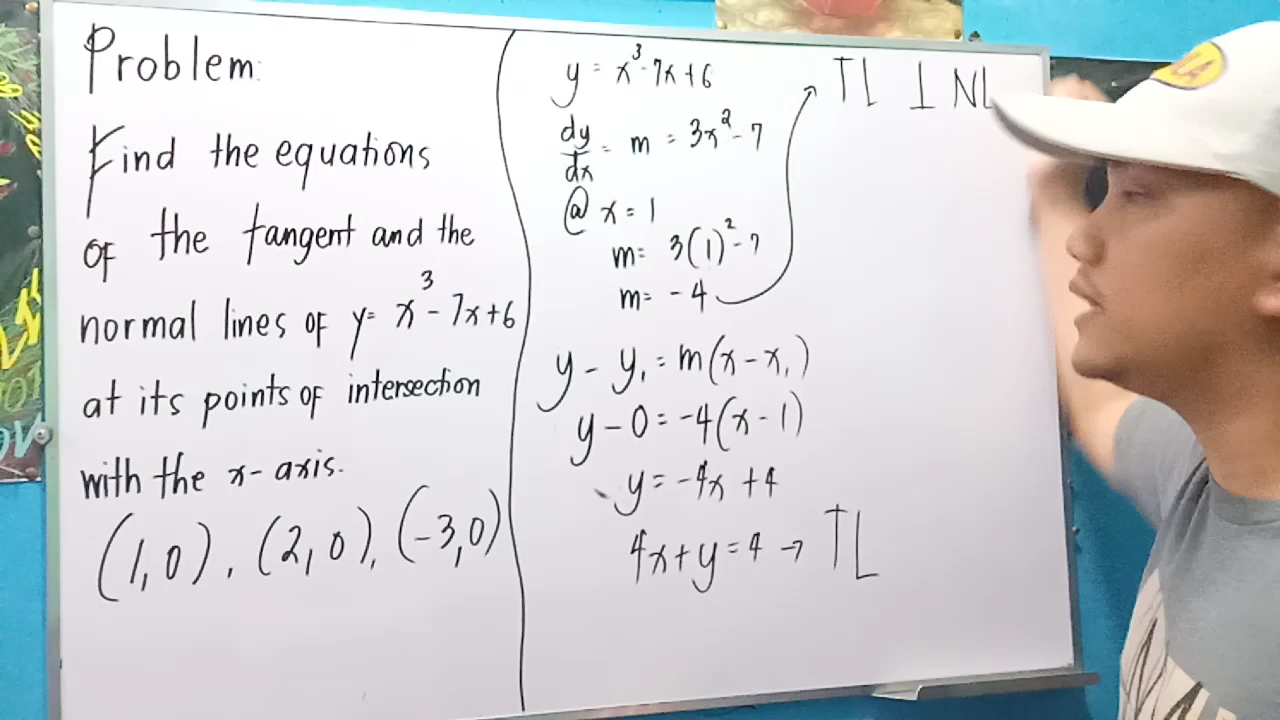 Problem:
Find the equations
of the tangent and the
normal lines of y= x³-7x+6
at its points of intersection
with the x-axis.
(1,0), (2,0), (-3,0)
y = x³-7x+6
dy/dx = m = 3x²-7
@ x=1
m= 3(1)²-7
m= -4
y-y₁=m(x-x₁)
y-0=-4(x-1)
y=-4x+4
4x+y=4 → TL
TL ⊥ NL